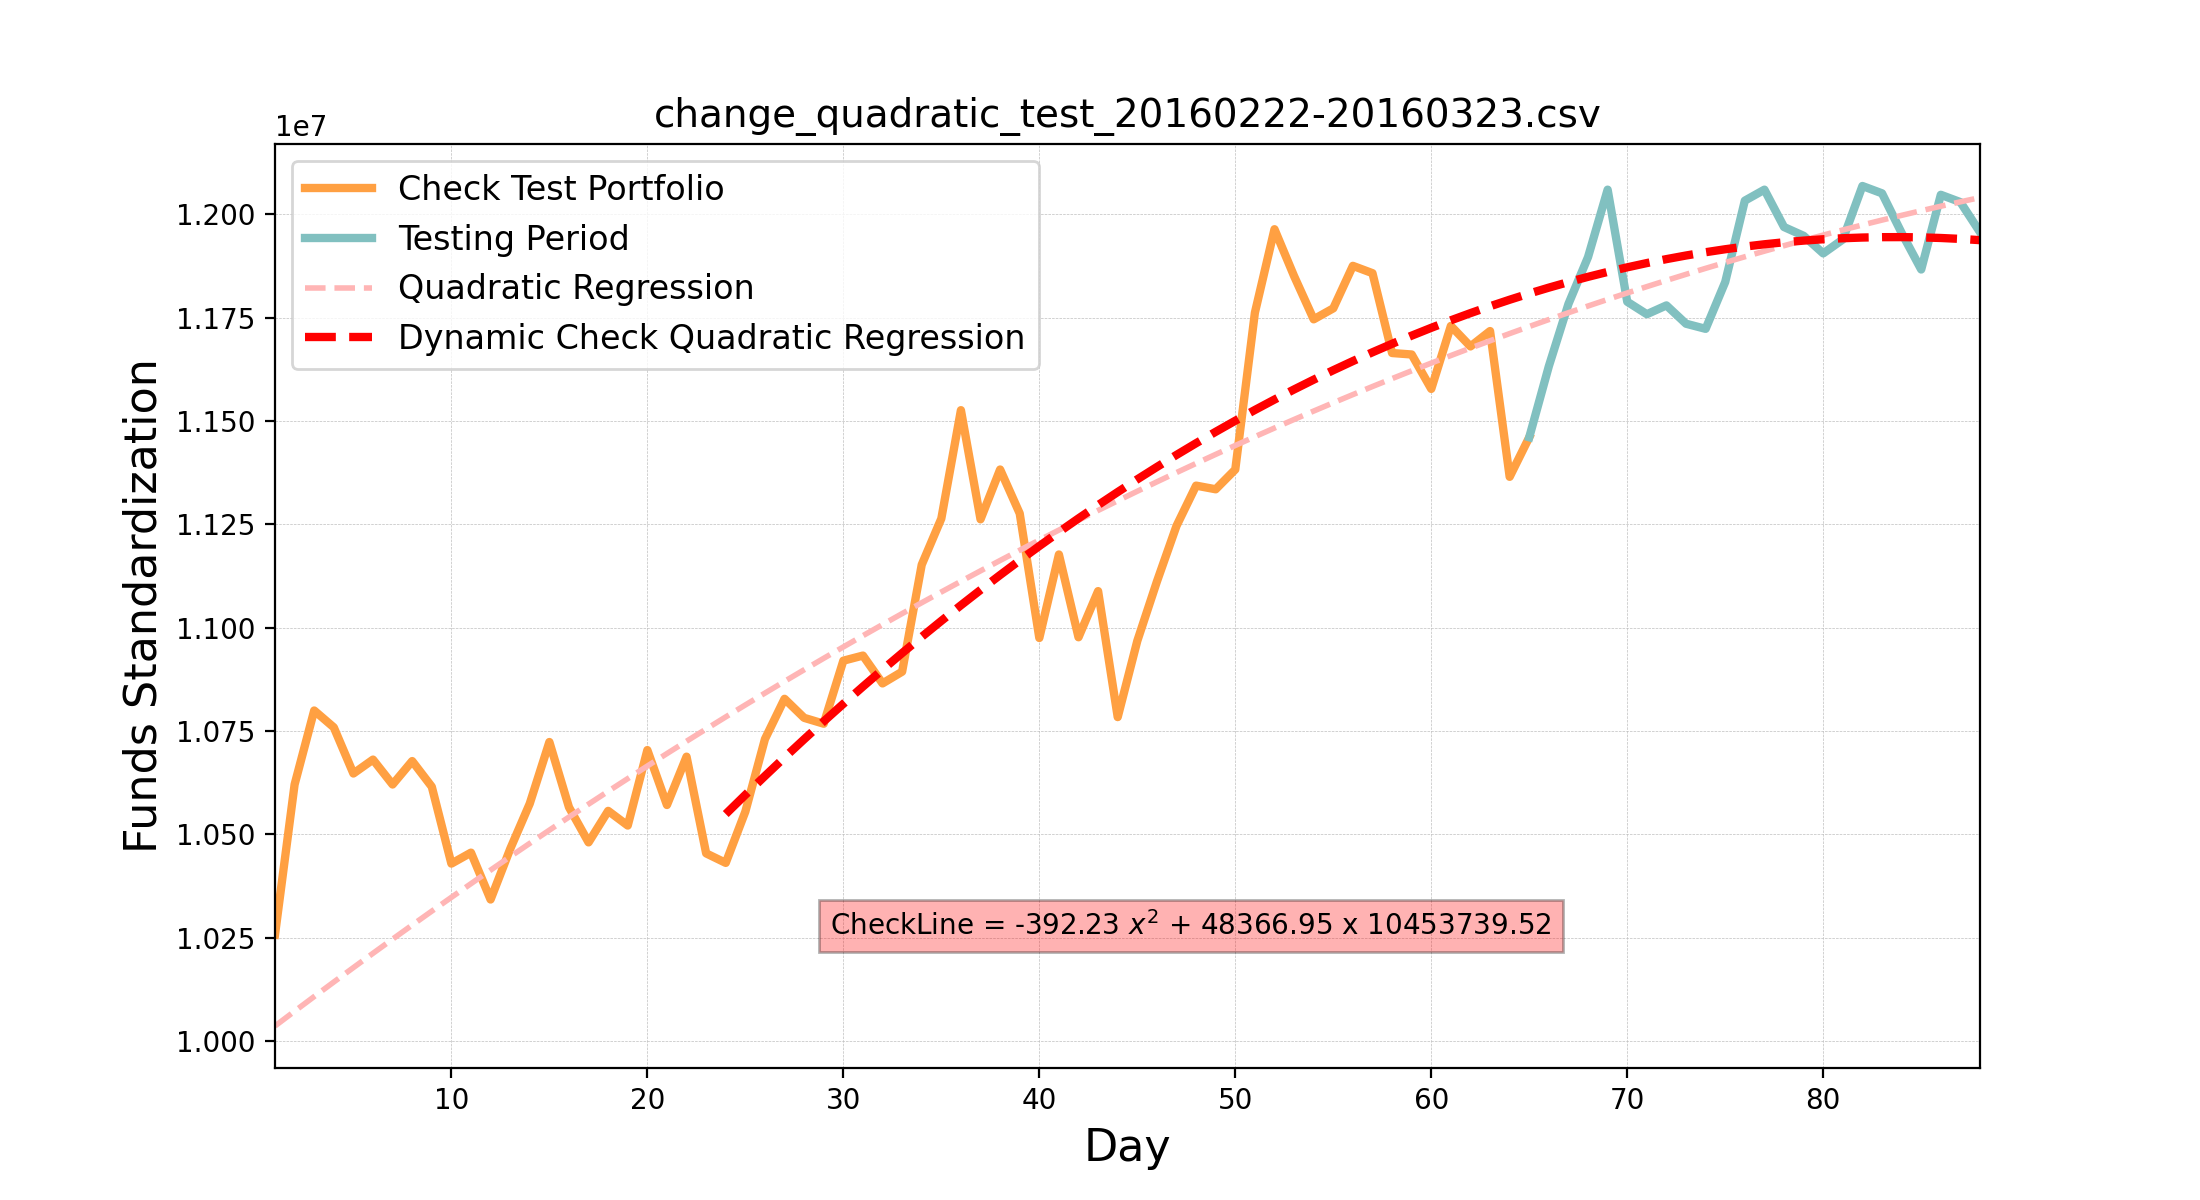 change_quadratic_test_20160222-20160323.csv
1e7
Check Test Portfolio
Testing Period
Quadratic Regression
Dynamic Check Quadratic Regression
Funds Standardization
1.200
1.175
1.150
1.125
1.100
1.075
1.050
1.025
1.000
CheckLine = -392.23 x² + 48366.95 x 10453739.52
10 20 30 40 50 60 70 80
Day